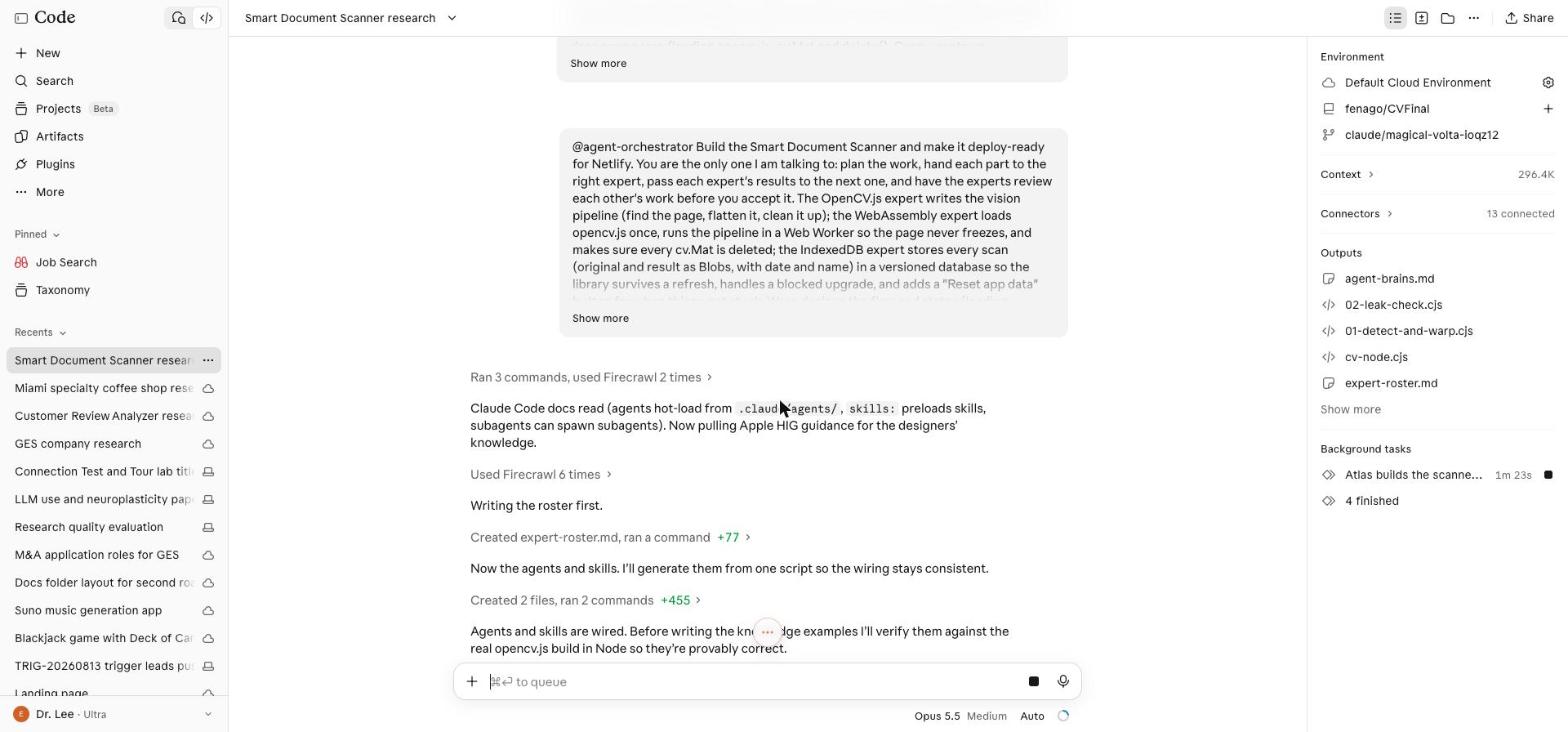 Code
New
Search
Projects Beta
Artifacts
Plugins
More
Pinned
Job Search
Taxonomy
Recents
Smart Document Scanner resear
Miami specialty coffee shop rese
Customer Review Analyzer resea
GES company research
Connection Test and Tour lab titl
LLM use and neuroplasticity pap
Research quality evaluation
M&A application roles for GES
Docs folder layout for second roa
Suno music generation app
Blackjack game with Deck of Car
TRIG-20260813 trigger leads pu
Landing page
E Dr. Lee · Ultra
Smart Document Scanner research
Share
Show more
@agent-orchestrator Build the Smart Document Scanner and make it deploy-ready
for Netlify. You are the only one I am talking to: plan the work, hand each part to the
right expert, pass each expert's results to the next one, and have the experts review
each other's work before you accept it. The OpenCV.js expert writes the vision
pipeline (find the page, flatten it, clean it up); the WebAssembly expert loads
opencv.js once, runs the pipeline in a Web Worker so the page never freezes, and
makes sure every cv.Mat is deleted; the IndexedDB expert stores every scan
(original and result as Blobs, with date and name) in a versioned database so the
library survives a refresh, handles a blocked upgrade, and adds a "Reset app data"
Show more
Ran 3 commands, used Firecrawl 2 times
Claude Code docs read (agents hot-load from .claud /agents/ , skills: preloads skills,
subagents can spawn subagents). Now pulling Apple HIG guidance for the designers'
knowledge.
Used Firecrawl 6 times
Writing the roster first.
Created expert-roster.md, ran a command +77
Now the agents and skills. I'll generate them from one script so the wiring stays consistent.
Created 2 files, ran 2 commands +455
Agents and skills are wired. Before writing the kno dge examples I'll verify them against the
real opencv.js build in Node so they're provably correct.
⌘⏎ to queue
Opus 5.5 Medium Auto
Environment
Default Cloud Environment
fenago/CVFinal
claude/magical-volta-ioqz12
Context 296.4K
Connectors 13 connected
Outputs
agent-brains.md
02-leak-check.cjs
01-detect-and-warp.cjs
cv-node.cjs
expert-roster.md
Show more
Background tasks
Atlas builds the scanne... 1m 23s
4 finished